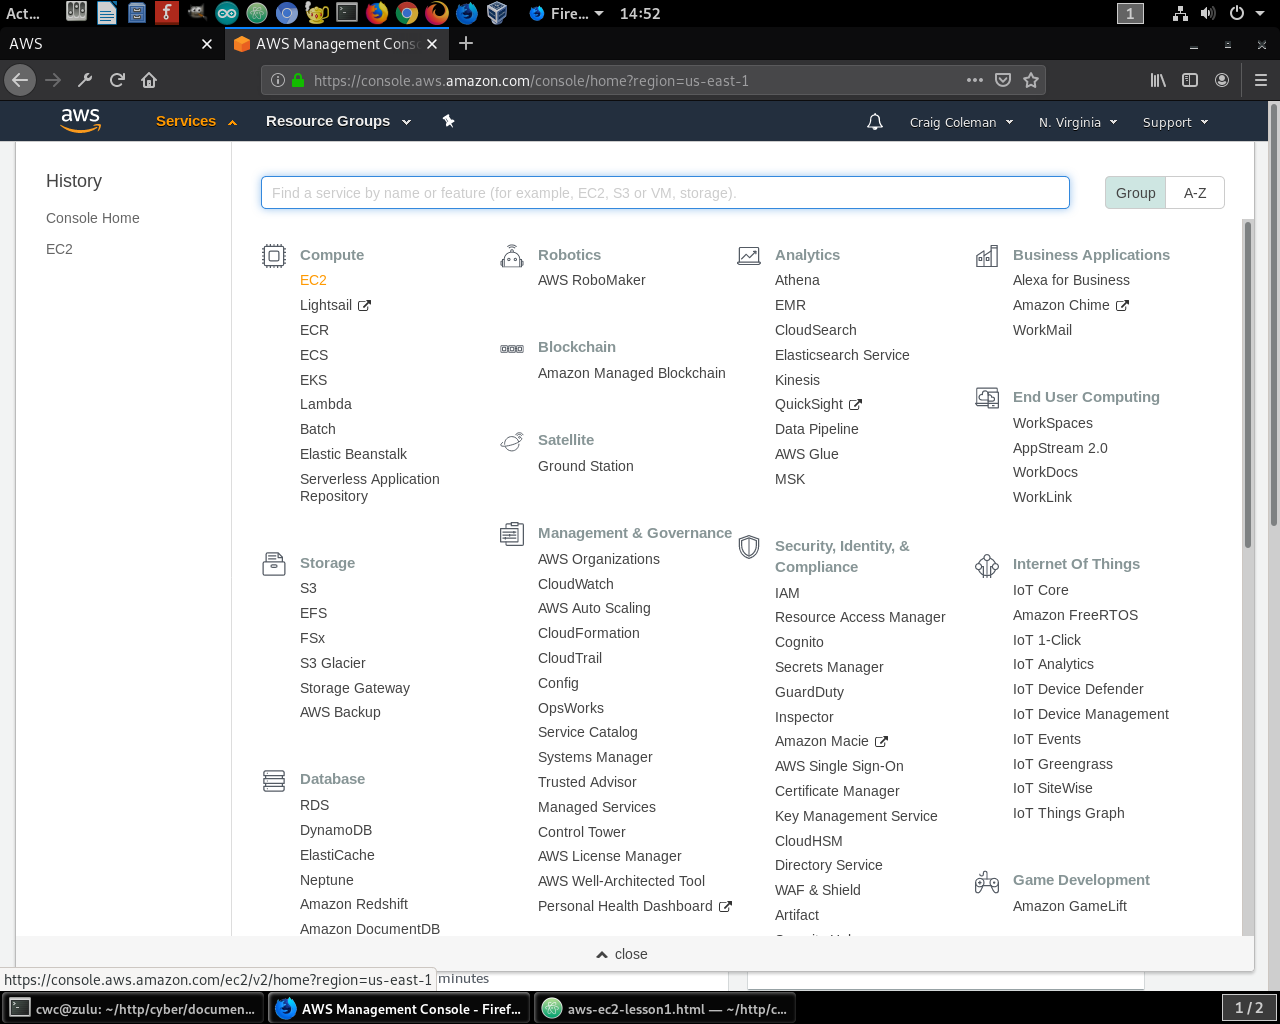 Act...
Fire...
14:52
1
AWS
AWS Management Conso
https://console.aws.amazon.com/console/home?region=us-east-1
aws
Services
Resource Groups
Craig Coleman
N. Virginia
Support
History
Console Home
EC2
Find a service by name or feature (for example, EC2, S3 or VM, storage).
Group
A-Z
Compute
EC2
Lightsail
ECR
ECS
EKS
Lambda
Batch
Elastic Beanstalk
Serverless Application
Repository
Storage
S3
EFS
FSx
S3 Glacier
Storage Gateway
AWS Backup
Database
RDS
DynamoDB
ElastiCache
Neptune
Amazon Redshift
Amazon DocumentDB
Robotics
AWS RoboMaker
Blockchain
Amazon Managed Blockchain
Satellite
Ground Station
Management & Governance
AWS Organizations
CloudWatch
AWS Auto Scaling
CloudFormation
CloudTrail
Config
OpsWorks
Service Catalog
Systems Manager
Trusted Advisor
Managed Services
Control Tower
AWS License Manager
AWS Well-Architected Tool
Personal Health Dashboard
Analytics
Athena
EMR
CloudSearch
Elasticsearch Service
Kinesis
QuickSight
Data Pipeline
AWS Glue
MSK
Security, Identity, &
Compliance
IAM
Resource Access Manager
Cognito
Secrets Manager
GuardDuty
Inspector
Amazon Macie
AWS Single Sign-On
Certificate Manager
Key Management Service
CloudHSM
Directory Service
WAF & Shield
Artifact
Business Applications
Alexa for Business
Amazon Chime
WorkMail
End User Computing
WorkSpaces
AppStream 2.0
WorkDocs
WorkLink
Internet Of Things
IoT Core
Amazon FreeRTOS
IoT 1-Click
IoT Analytics
IoT Device Defender
IoT Device Management
IoT Events
IoT Greengrass
IoT SiteWise
IoT Things Graph
Game Development
Amazon GameLift
close
https://console.aws.amazon.com/ec2/v2/home?region=us-east-1
minutes
cwc@zulu: ~/http/cyber/documen...
AWS Management Console - Firef...
aws-ec2-lesson1.html — ~/http/c...
1 / 2